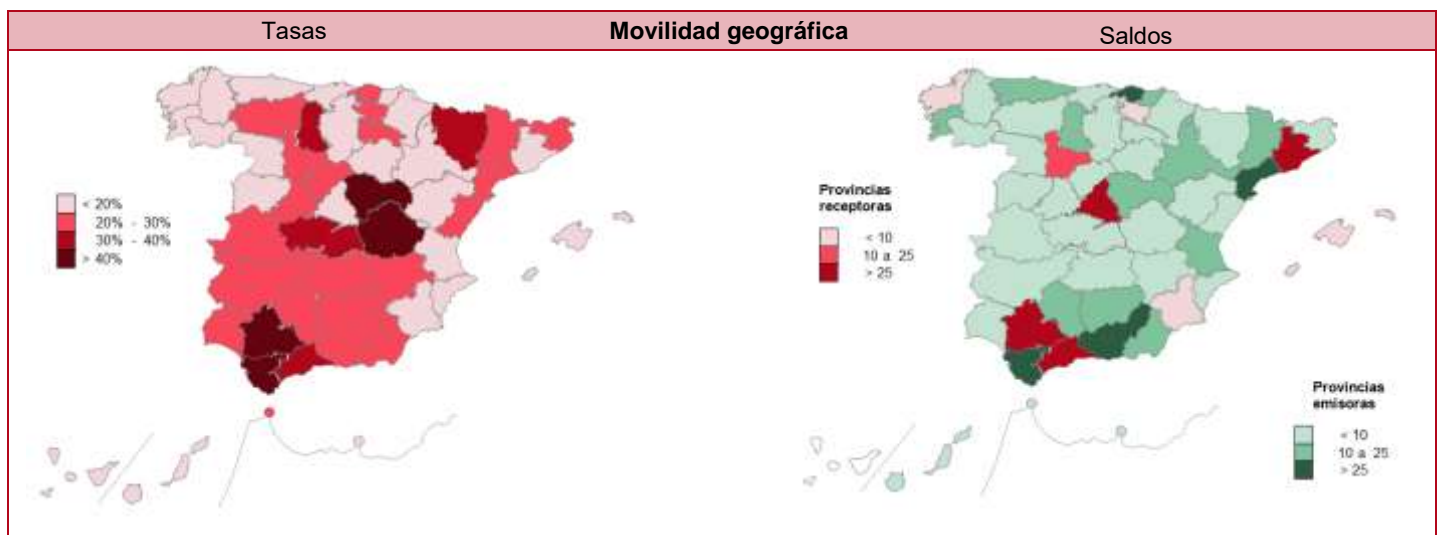 Tasas Movilidad geográfica Saldos
< 20%
20% - 30%
30% - 40%
> 40%
Provincias
receptoras
< 10
10 a 25
> 25
Provincias
emisoras
< 10
10 a 25
> 25